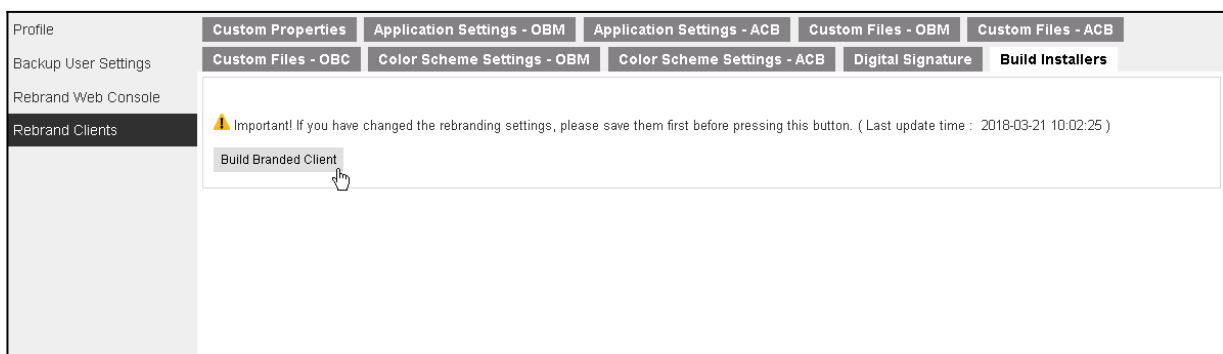 Profile
Backup User Settings
Rebrand Web Console
Rebrand Clients
Custom Properties Application Settings - OBM Application Settings - ACB Custom Files - OBM Custom Files - ACB
Custom Files - OBC Color Scheme Settings - OBM Color Scheme Settings - ACB Digital Signature Build Installers
Important! If you have changed the rebranding settings, please save them first before pressing this button. ( Last update time : 2018-03-21 10:02:25 )
Build Branded Client